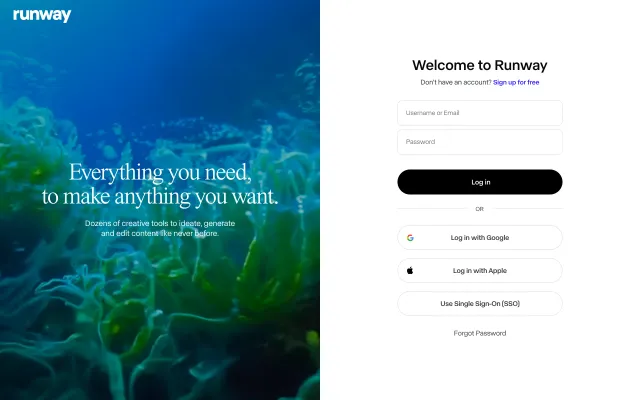 runway
Everything you need,
to make anything you want.
Dozens of creative tools to ideate, generate
and edit content like never before.
Welcome to Runway
Don't have an account? Sign up for free
Username or Email
Password
Log in
OR
Log in with Google
Log in with Apple
Use Single Sign-On (SSO)
Forgot Password